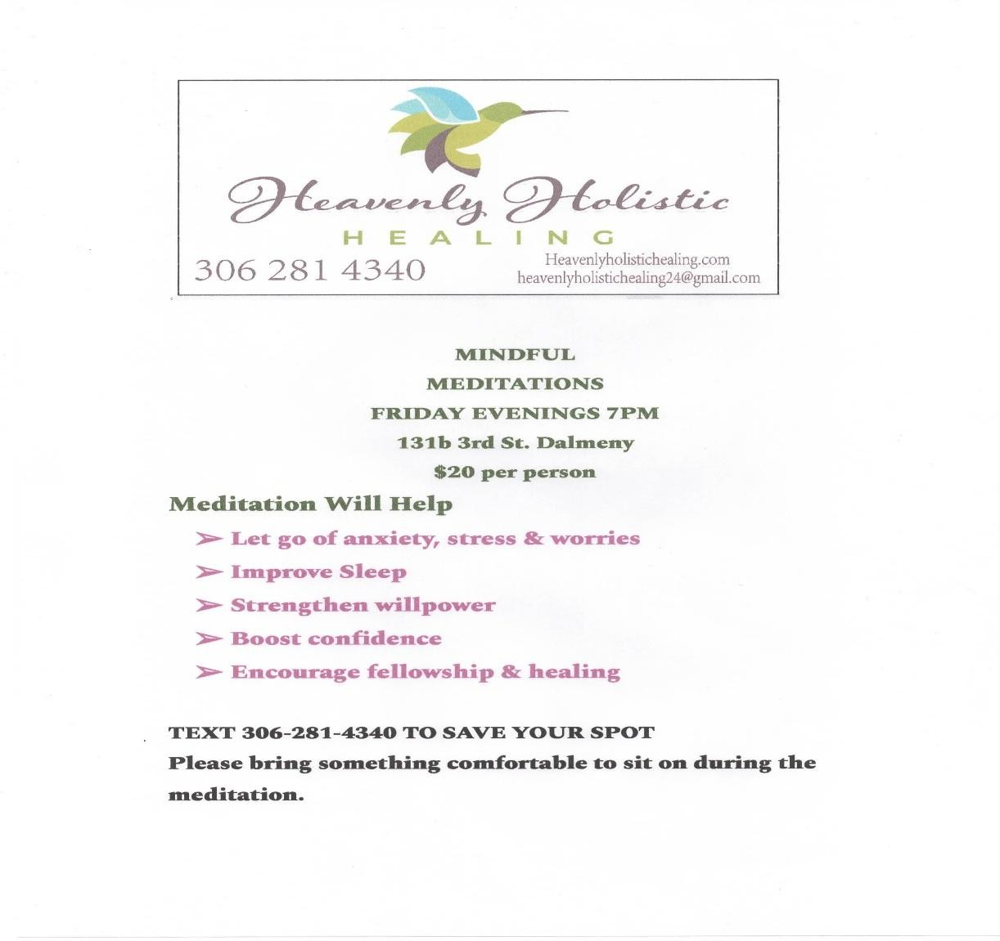 Heavenly Holistic
HEALING
306 281 4340
Heavenlyholistichealing.com
heavenlyholistichealing24@gmail.com
MINDFUL
MEDITATIONS
FRIDAY EVENINGS 7PM
131b 3rd St. Dalmeny
$20 per person
Meditation Will Help
➢ Let go of anxiety, stress & worries
➢ Improve Sleep
➢ Strengthen willpower
➢ Boost confidence
➢ Encourage fellowship & healing
TEXT 306-281-4340 TO SAVE YOUR SPOT
Please bring something comfortable to sit on during the
meditation.